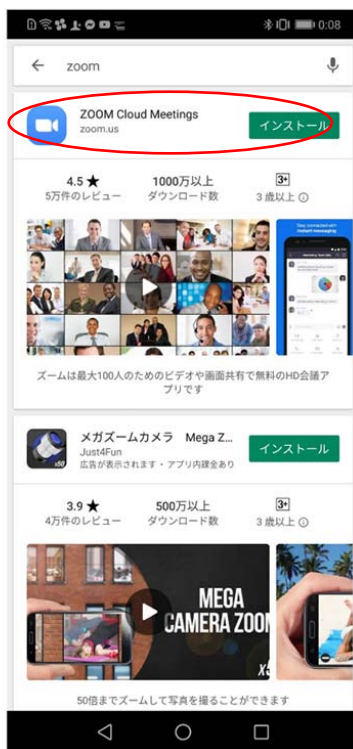 0:08
zoom
ZOOM Cloud Meetings
zoom.us
インストール
4.5 ★
1000万以上
3+
5万件のレビュー
ダウンロード数
3 歳以上
ズームは最大100人のためのビデオや画面共有で無料のHD会議ア
プリです
メガズームカメラ Mega Z...
Just4Fun
広告が表示されます・アプリ内課金あり
インストール
x50
3.9 ★
500万以上
3+
4万件のレビュー
ダウンロード数
3 歳以上
MEGA
CAMERA ZOO
X5
50倍までズームして写真を撮ることができます